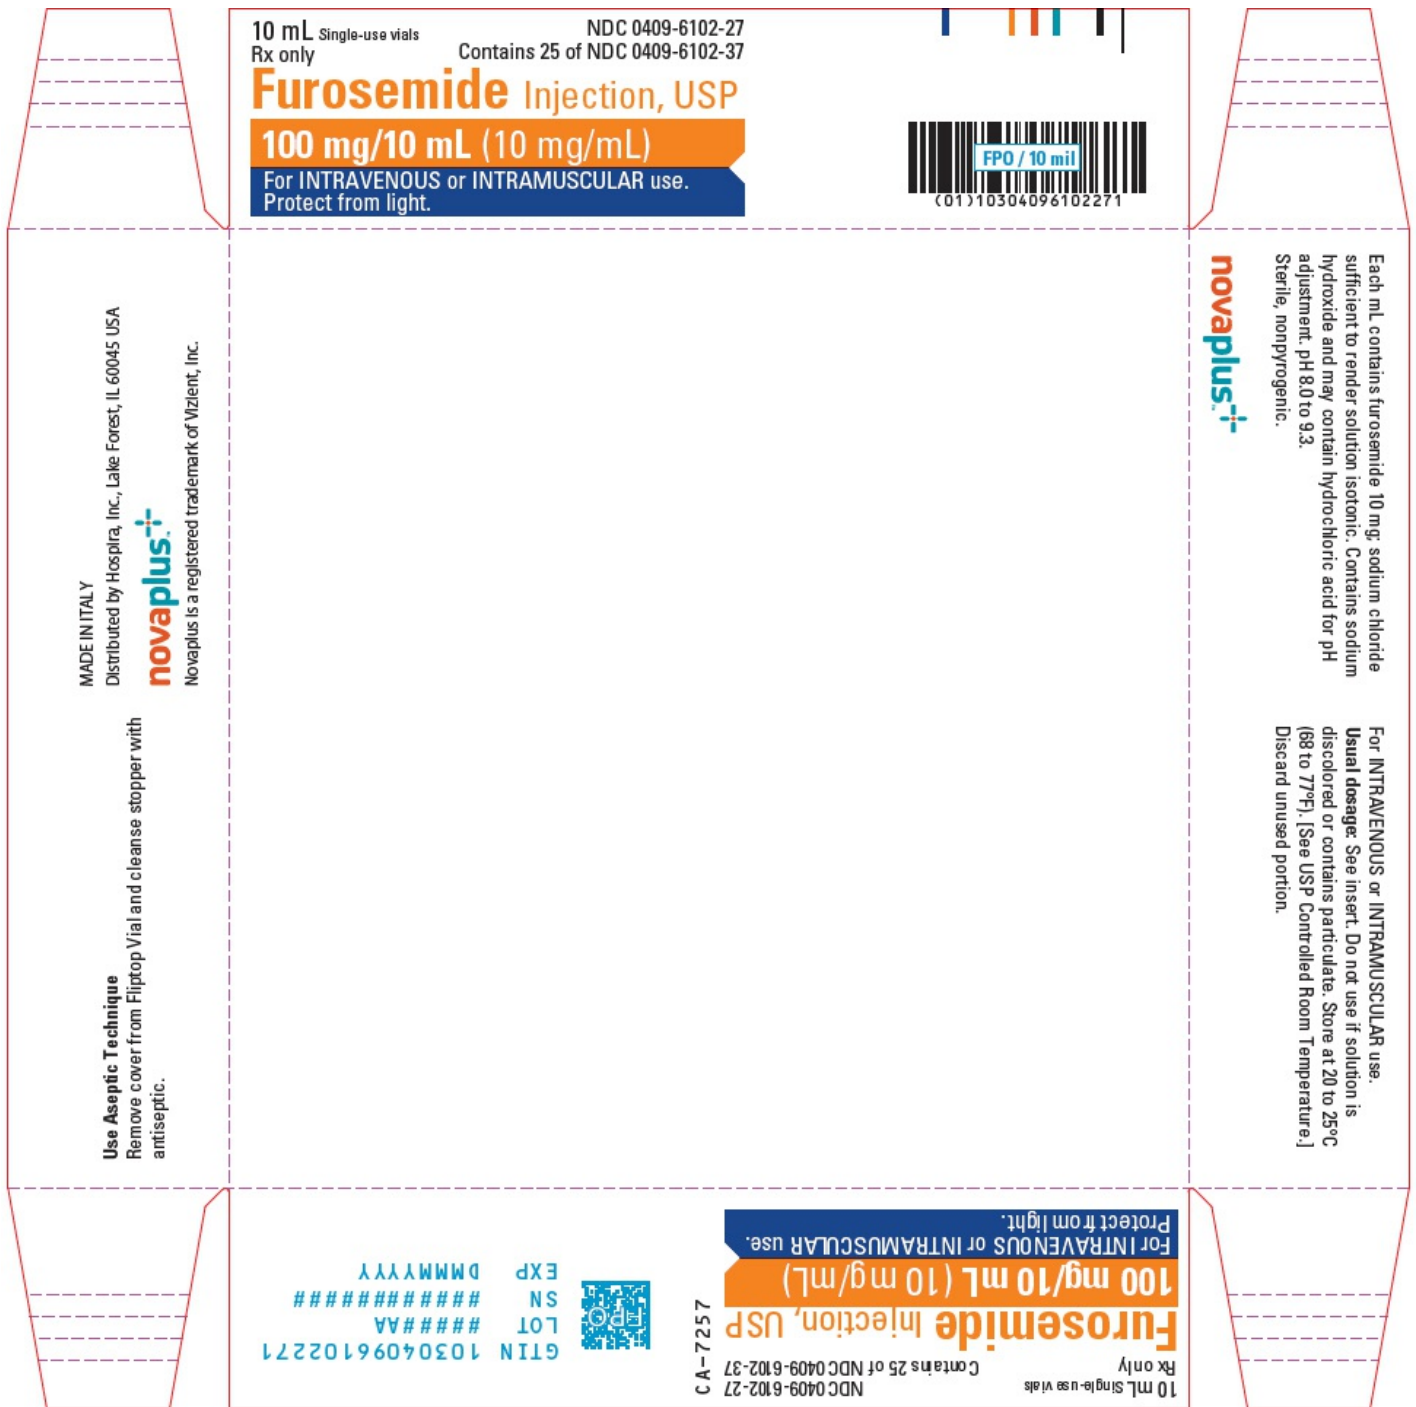 10 mL Single-use vials
Rx only
NDC 0409-6102-27
Contains 25 of NDC 0409-6102-37
Furosemide Injection, USP
100 mg/10 mL (10 mg/mL)
For INTRAVENOUS or INTRAMUSCULAR use.
Protect from light.
FPO / 10 mil
(01)10304096102271
MADE IN ITALY
Distributed by Hospira, Inc., Lake Forest, IL 60045 USA
novaplus™
Novaplus is a registered trademark of Vizient, Inc.
Use Aseptic Technique
Remove cover from Fliptop Vial and cleanse stopper with
antiseptic.
Each mL contains furosemide 10 mg; sodium chloride
sufficient to render solution isotonic. Contains sodium
hydroxide and may contain hydrochloric acid for pH
adjustment. pH 8.0 to 9.3.
Sterile, nonpyrogenic.
novaplus™
For INTRAVENOUS or INTRAMUSCULAR use.
Usual dosage: See insert. Do not use if solution is
discolored or contains particulate. Store at 20 to 25°C
(68 to 77°F). [See USP Controlled Room Temperature.]
Discard unused portion.
10 mL Single-use vials
Rx only
NDC 0409-6102-27
Contains 25 of NDC 0409-6102-37
Furosemide Injection, USP
100 mg/10 mL (10 mg/mL)
For INTRAVENOUS or INTRAMUSCULAR use.
Protect from light.
CA-7257
FPO
GTIN 10304096102271
LOT ######AA
SN ############
EXP DMMMYYYY